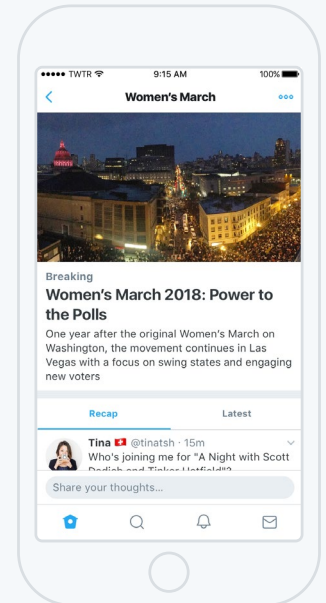 TWTR 9:15 AM 100%
Women's March
Breaking
Women's March 2018: Power to
the Polls
One year after the original Women's March on
Washington, the movement continues in Las
Vegas with a focus on swing states and engaging
new voters
Recap Latest
Tina 🇨🇭 @tinatsh · 15m
Who's joining me for "A Night with Scott
Share your thoughts...